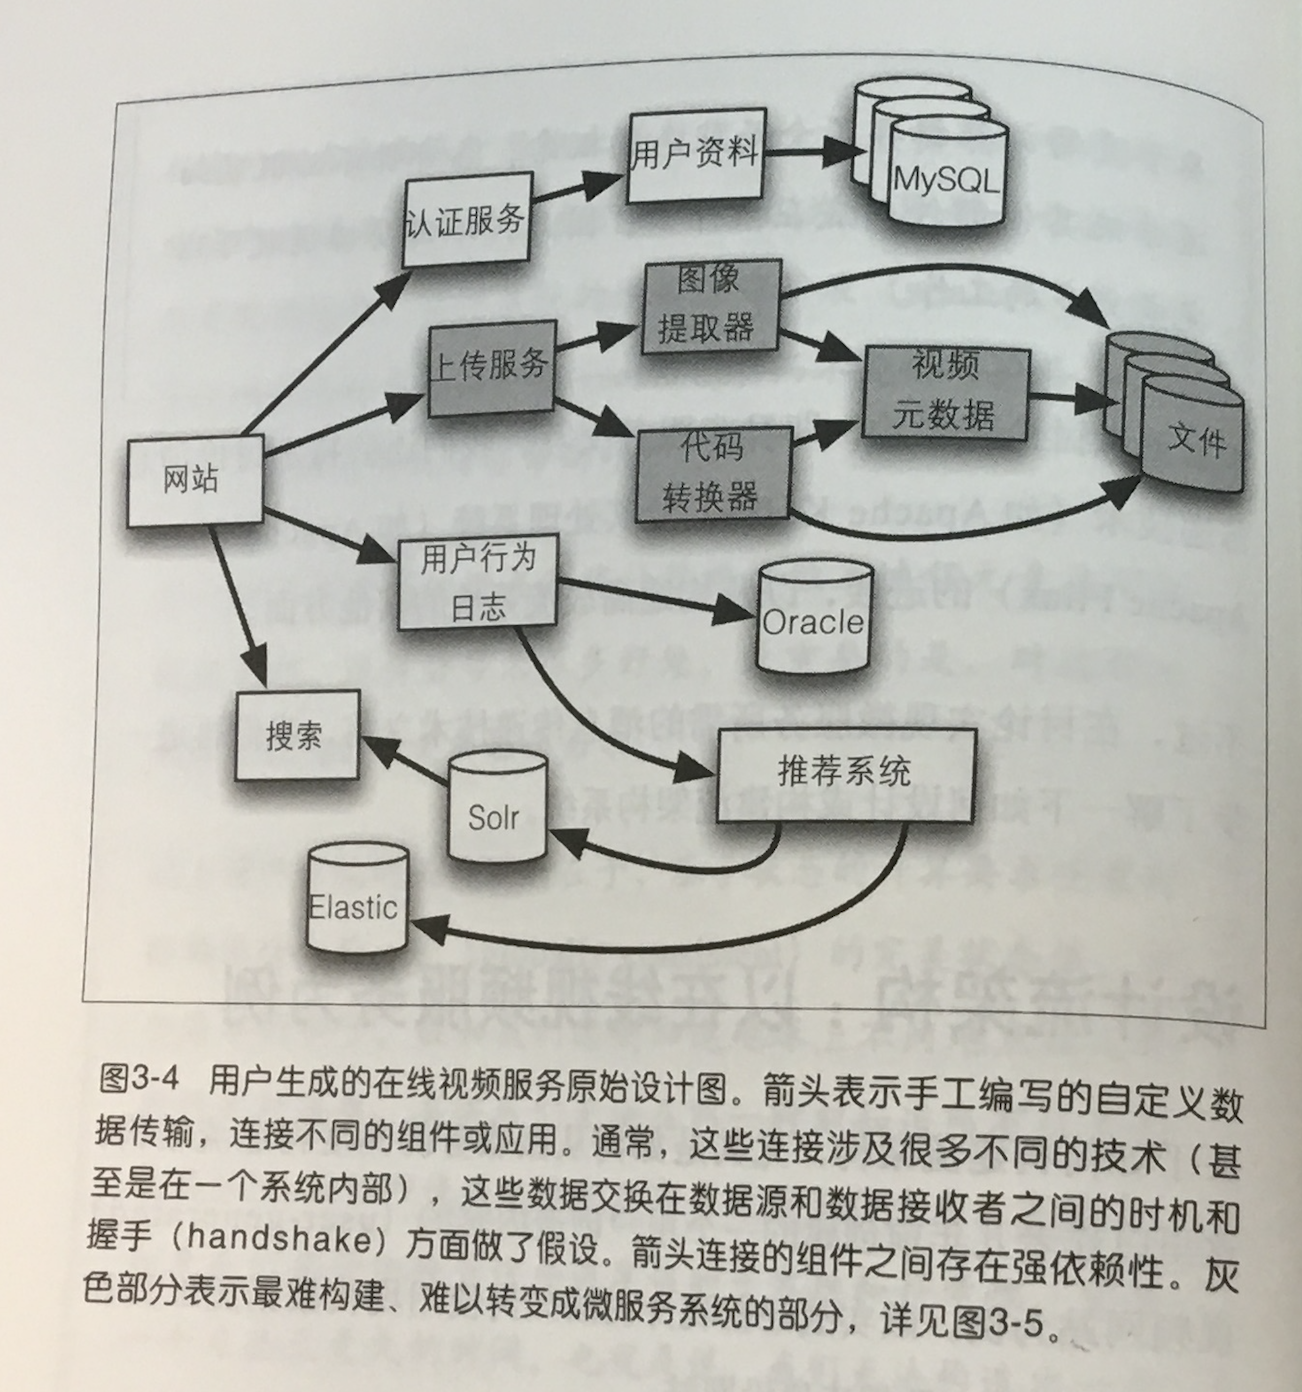 用户资料
MySQL
认证服务
图像
提取器
上传服务
视频
元数据
文件
代码
转换器
网站
用户行为
日志
Oracle
搜索
推荐系统
Solr
Elastic
图3-4 用户生成的在线视频服务原始设计图。箭头表示手工编写的自定义数
据传输，连接不同的组件或应用。通常，这些连接涉及很多不同的技术（甚
至是在一个系统内部），这些数据交换在数据源和数据接收者之间的时机和
握手（handshake）方面做了假设。箭头连接的组件之间存在强依赖性。灰
色部分表示最难构建、难以转变成微服务系统的部分，详见图3-5。